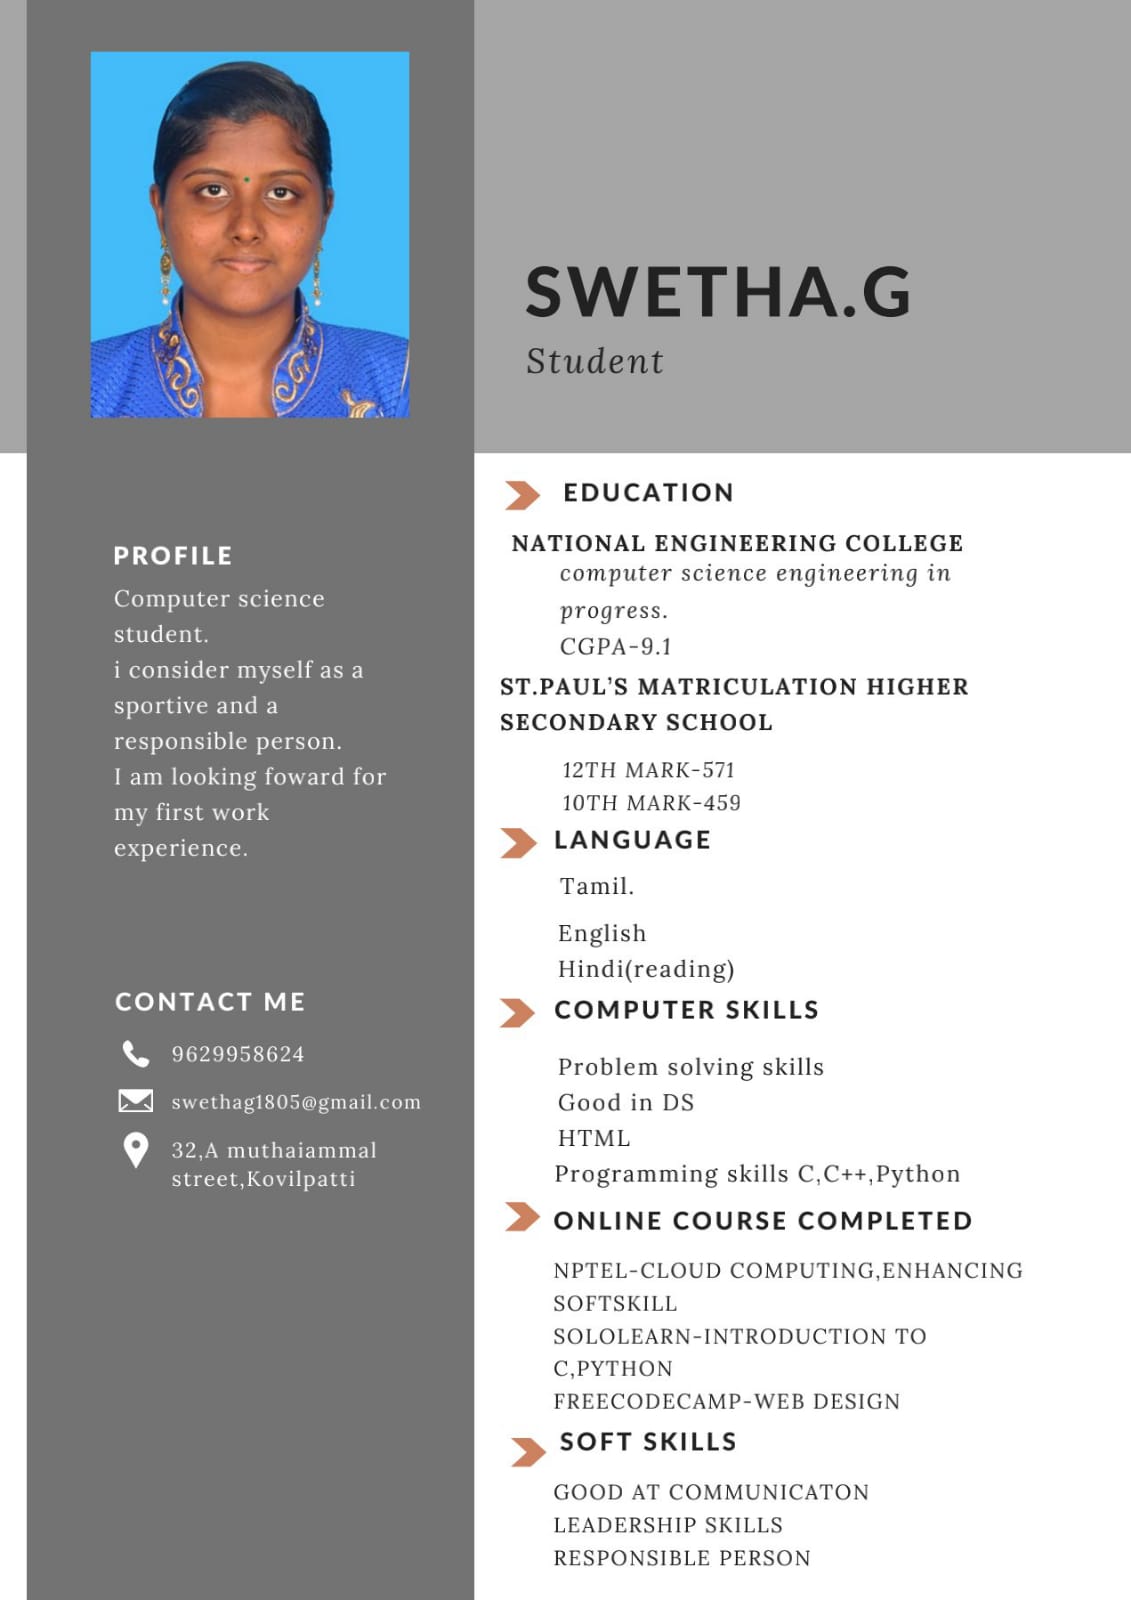 SWETHA.G
Student
PROFILE
Computer science
student.
i consider myself as a
sportive and a
responsible person.
I am looking foward for
my first work
experience.
CONTACT ME
9629958624
swethag1805@gmail.com
32,A muthaiammal
street,Kovilpatti
EDUCATION
NATIONAL ENGINEERING COLLEGE
computer science engineering in
progress.
CGPA-9.1
ST.PAUL'S MATRICULATION HIGHER
SECONDARY SCHOOL
12TH MARK-571
10TH MARK-459
LANGUAGE
Tamil.
English
Hindi(reading)
COMPUTER SKILLS
Problem solving skills
Good in DS
HTML
Programming skills C,C++,Python
ONLINE COURSE COMPLETED
NPTEL-CLOUD COMPUTING,ENHANCING
SOFTSKILL
SOLOLEARN-INTRODUCTION TO
C,PYTHON
FREECODECAMP-WEB DESIGN
SOFT SKILLS
GOOD AT COMMUNICATON
LEADERSHIP SKILLS
RESPONSIBLE PERSON